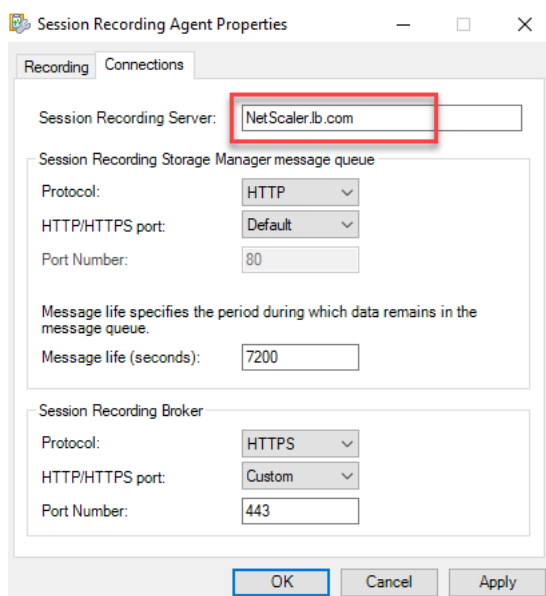 Session Recording Agent Properties
Recording Connections
Session Recording Server: NetScaler.lb.com
Session Recording Storage Manager message queue
Protocol: HTTP
HTTP/HTTPS port: Default
Port Number: 80
Message life specifies the period during which data remains in the
message queue.
Message life (seconds): 7200
Session Recording Broker
Protocol: HTTPS
HTTP/HTTPS port: Custom
Port Number: 443
OK Cancel Apply